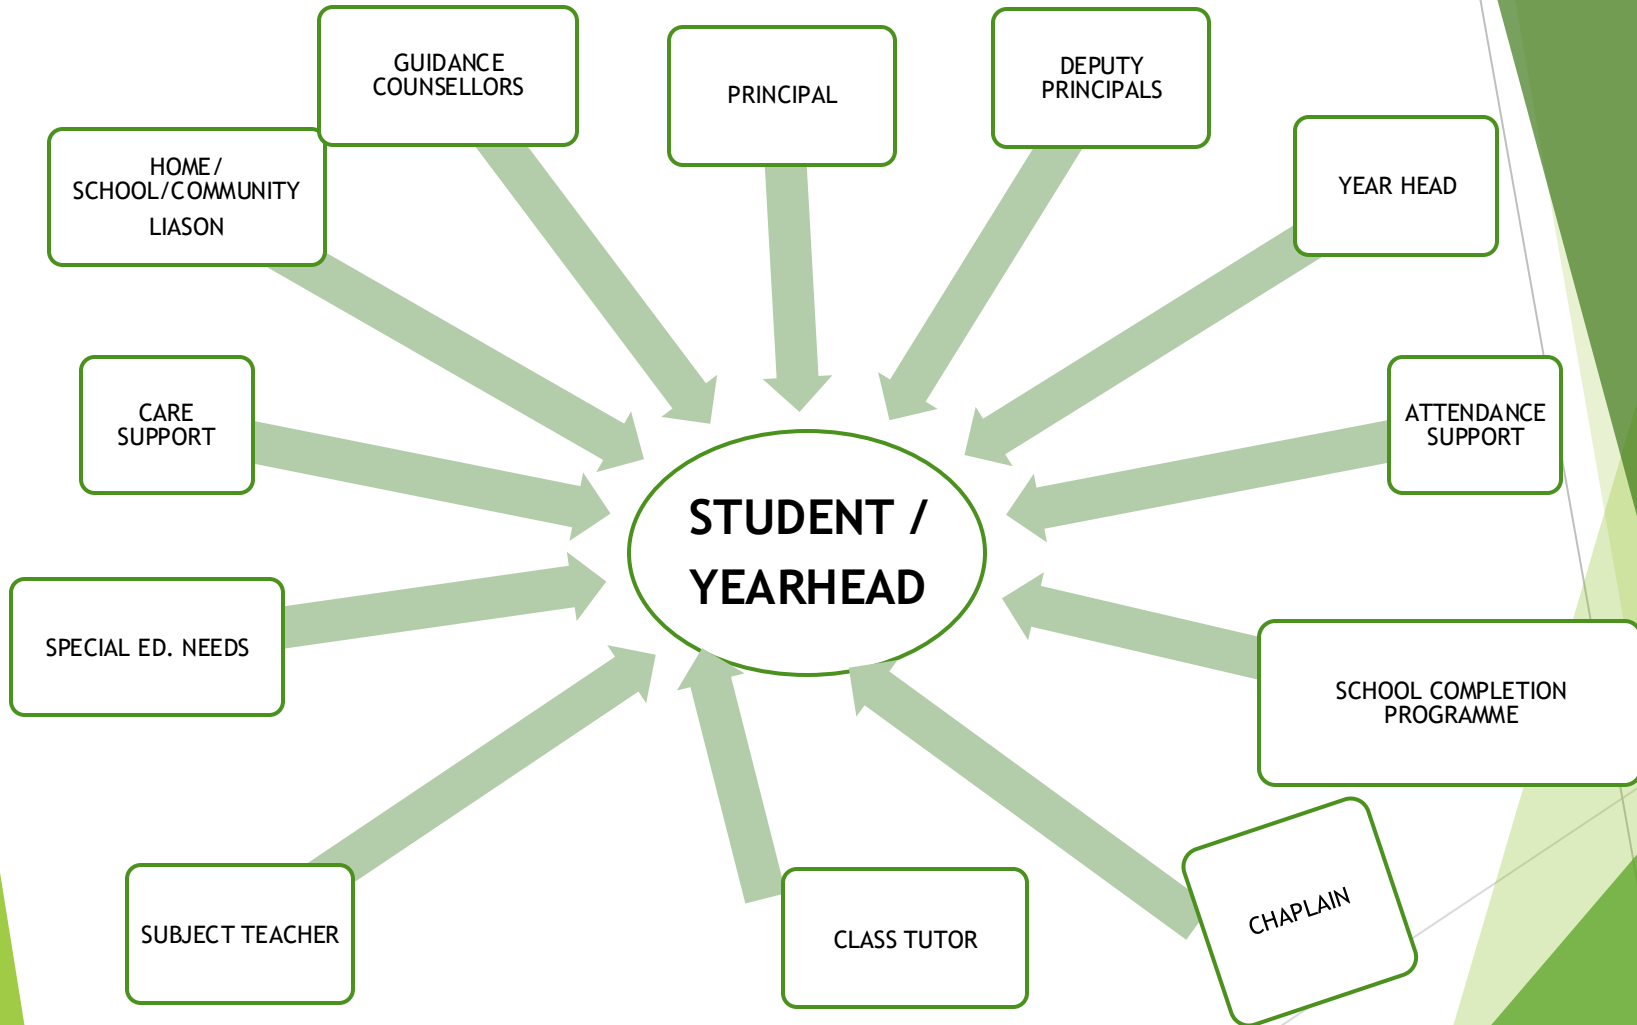 GUIDANCE
COUNSELLORS
PRINCIPAL
DEPUTY
PRINCIPALS
HOME/
SCHOOL/COMMUNITY
LIASON
YEAR HEAD
CARE
SUPPORT
ATTENDANCE
SUPPORT
STUDENT /
YEARHEAD
SPECIAL ED. NEEDS
SCHOOL COMPLETION
PROGRAMME
SUBJECT TEACHER
CLASS TUTOR
CHAPLAIN